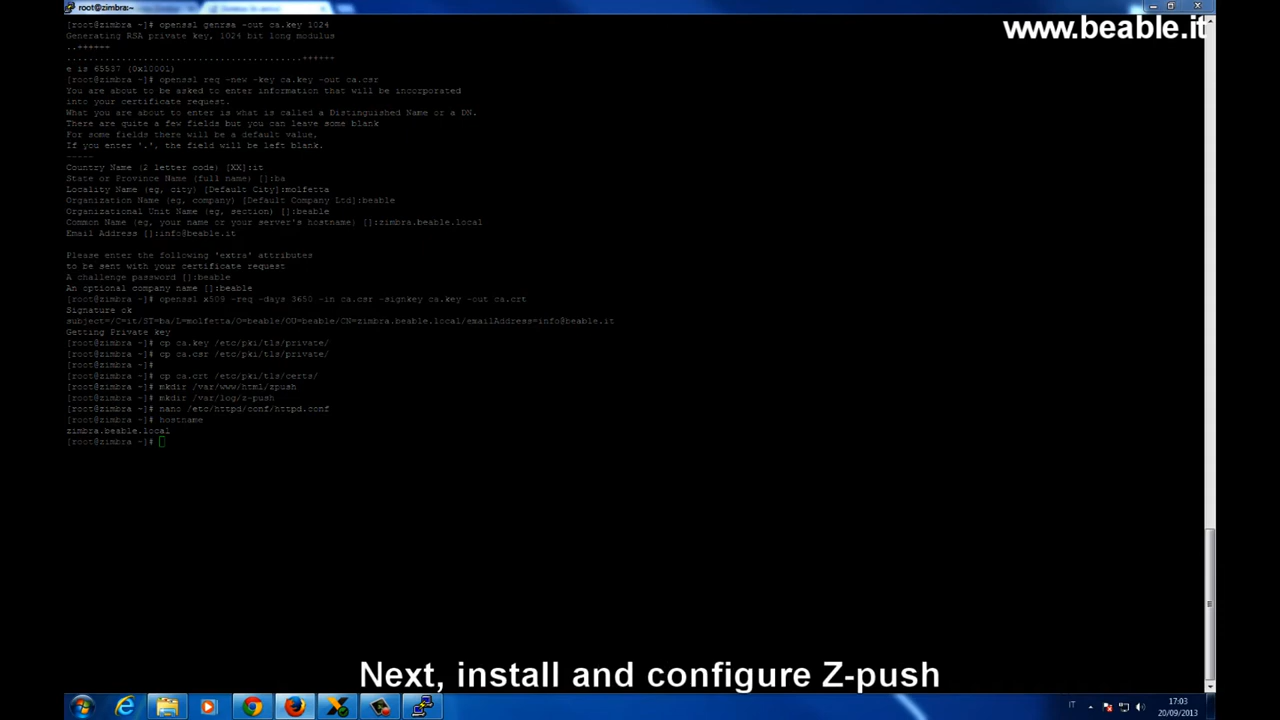 root@zimbra:~
[root@zimbra ~]# openssl genrsa -out ca.key 1024
Generating RSA private key, 1024 bit long modulus
..++++++
.........................................++++++
e is 65537 (0x10001)
[root@zimbra ~]# openssl req -new -key ca.key -out ca.csr
You are about to be asked to enter information that will be incorporated
into your certificate request.
What you are about to enter is what is called a Distinguished Name or a DN.
There are quite a few fields but you can leave some blank
For some fields there will be a default value,
If you enter '.', the field will be left blank.
-----
Country Name (2 letter code) [XX]:it
State or Province Name (full name) []:ba
Locality Name (eg, city) [Default City]:molfetta
Organization Name (eg, company) [Default Company Ltd]:beable
Organizational Unit Name (eg, section) []:beable
Common Name (eg, your name or your server's hostname) []:zimbra.beable.local
Email Address []:info@beable.it
Please enter the following 'extra' attributes
to be sent with your certificate request
A challenge password []:beable
An optional company name []:beable
[root@zimbra ~]# openssl x509 -req -days 3650 -in ca.csr -signkey ca.key -out ca.crt
Signature ok
subject=/C=it/ST=ba/L=molfetta/O=beable/OU=beable/CN=zimbra.beable.local/emailAddress=info@beable.it
Getting Private key
[root@zimbra ~]# cp ca.key /etc/pki/tls/private/
[root@zimbra ~]# cp ca.csr /etc/pki/tls/private/
[root@zimbra ~]#
[root@zimbra ~]# cp ca.crt /etc/pki/tls/certs/
[root@zimbra ~]# mkdir /var/www/html/zpush
[root@zimbra ~]# mkdir /var/log/z-push
[root@zimbra ~]# nano /etc/httpd/conf/httpd.conf
[root@zimbra ~]# hostname
zimbra.beable.local
[root@zimbra ~]#
www.beable.it
Next, install and configure Z-push
IT
17:03
20/09/2013